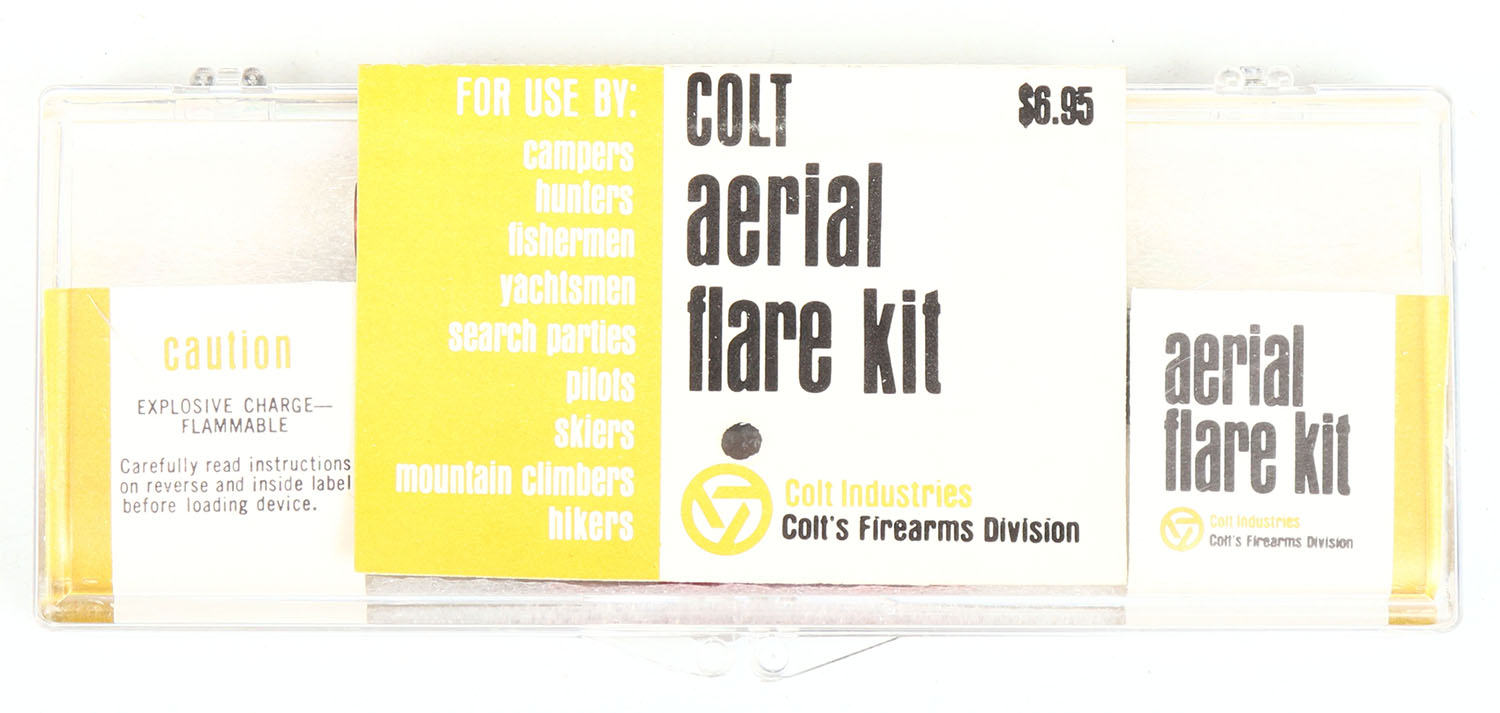 FOR USE BY:
campers
hunters
fishermen
yachtsmen
search parties
pilots
skiers
mountain climbers
hikers
COLT
$6.95
aerial
flare kit
Colt Industries
Colt's Firearms Division
caution
EXPLOSIVE CHARGE—
FLAMMABLE
Carefully read instructions
on reverse and inside label
before loading device.
aerial
flare kit
Colt Industries
Colt's Firearms Division